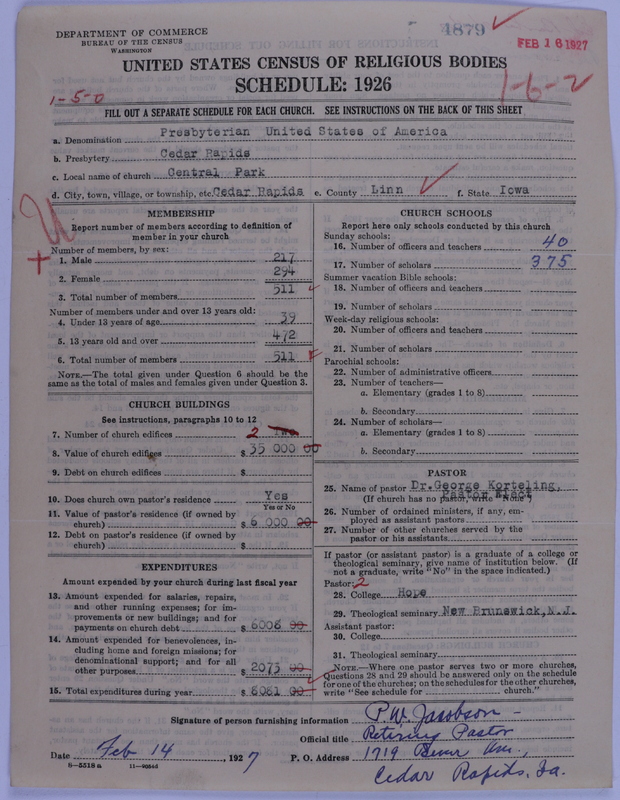 4879
FEB 16 1927
DEPARTMENT OF COMMERCE
BUREAU OF THE CENSUS
WASHINGTON
UNITED STATES CENSUS OF RELIGIOUS BODIES
SCHEDULE: 1926
1-5-0
1-6-2
FILL OUT A SEPARATE SCHEDULE FOR EACH CHURCH. SEE INSTRUCTIONS ON THE BACK OF THIS SHEET
a. Denomination Presbyterian United States of America
b. Presbytery Cedar Rapids
c. Local name of church Central Park
d. City, town, village, or township, etc. Cedar Rapids e. County Linn f. State Iowa
MEMBERSHIP
Report number of members according to definition of
member in your church
Number of members, by sex:
1. Male 217
2. Female 294
3. Total number of members 511
Number of members under and over 13 years old:
4. Under 13 years of age 39
5. 13 years old and over 472
6. Total number of members 511
NOTE.—The total given under Question 6 should be the
same as the total of males and females given under Question 3.
CHURCH BUILDINGS
See instructions, paragraphs 10 to 12
7. Number of church edifices 2
8. Value of church edifices $ 35 000 00
9. Debt on church edifices $
10. Does church own pastor's residence Yes
Yes or No
11. Value of pastor's residence (if owned by
church) $ 6 000 00
12. Debt on pastor's residence (if owned by
church) $
EXPENDITURES
Amount expended by your church during last fiscal year
13. Amount expended for salaries, repairs,
and other running expenses; for im-
provements or new buildings; and for
payments on church debt $ 6008 00
14. Amount expended for benevolences, in-
cluding home and foreign missions; for
denominational support; and for all
other purposes $ 2073 00
15. Total expenditures during year $ 8081 00
CHURCH SCHOOLS
Report here only schools conducted by this church
Sunday schools:
16. Number of officers and teachers 40
17. Number of scholars 375
Summer vacation Bible schools:
18. Number of officers and teachers
19. Number of scholars
Week-day religious schools:
20. Number of officers and teachers
21. Number of scholars
Parochial schools:
22. Number of administrative officers
23. Number of teachers—
a. Elementary (grades 1 to 8)
b. Secondary
24. Number of scholars—
a. Elementary (grades 1 to 8)
b. Secondary
PASTOR
25. Name of pastor Dr. George Korteling,
Pastor Elect
(If church has no pastor, write "None")
26. Number of ordained ministers, if any, em-
ployed as assistant pastors
27. Number of other churches served by the
pastor or his assistants
If pastor (or assistant pastor) is a graduate of a college or
theological seminary, give name of institution below. (If
not a graduate, write "No" in the space indicated.)
Pastor: 2
28. College Hope
29. Theological seminary New Brunswick, N.J.
Assistant pastor:
30. College
31. Theological seminary
NOTE.—Where one pastor serves two or more churches,
Questions 28 and 29 should be answered only on the schedule
for one of the churches; on the schedules for the other churches,
write "See schedule for church."
Signature of person furnishing information P.W. Jacobson
Official title Retiring Pastor
Date Feb 14, 1927 P. O. Address 1719 Bever Ave.,
8-5518a
Cedar Rapids, Ia.